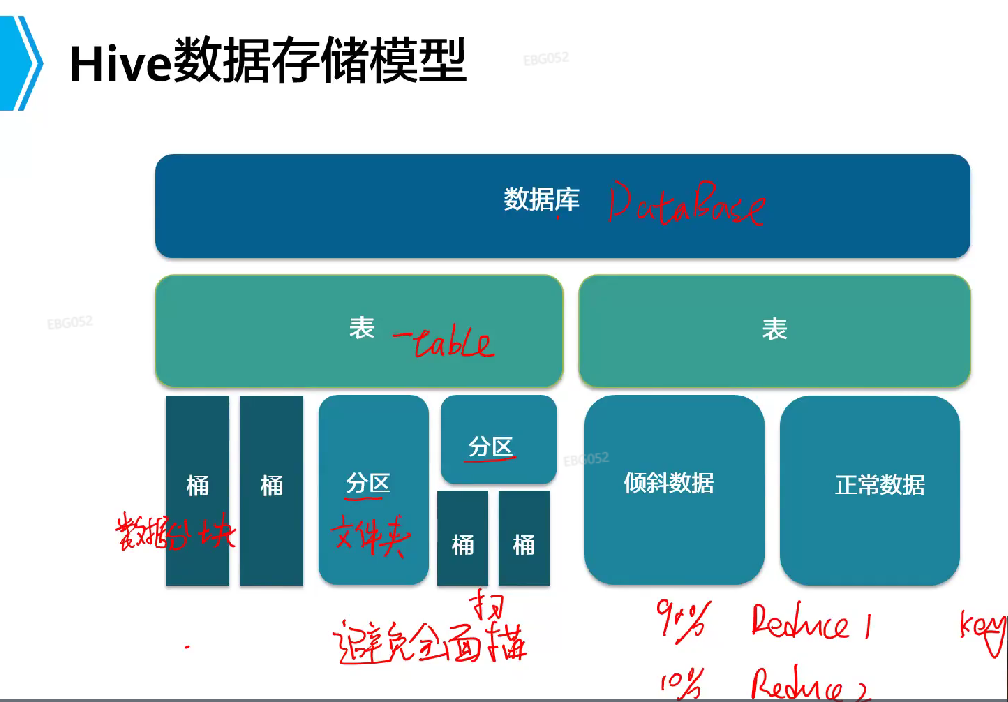 Hive数据存储模型
EBG052
数据库 DataBase
EBG052
表 table
表
桶
桶
分区
分区
EBG052
桶
桶
倾斜数据
正常数据
数据分块
文件夹
扫
避免全面描
90% Reduce 1 key
10% Reduce 2